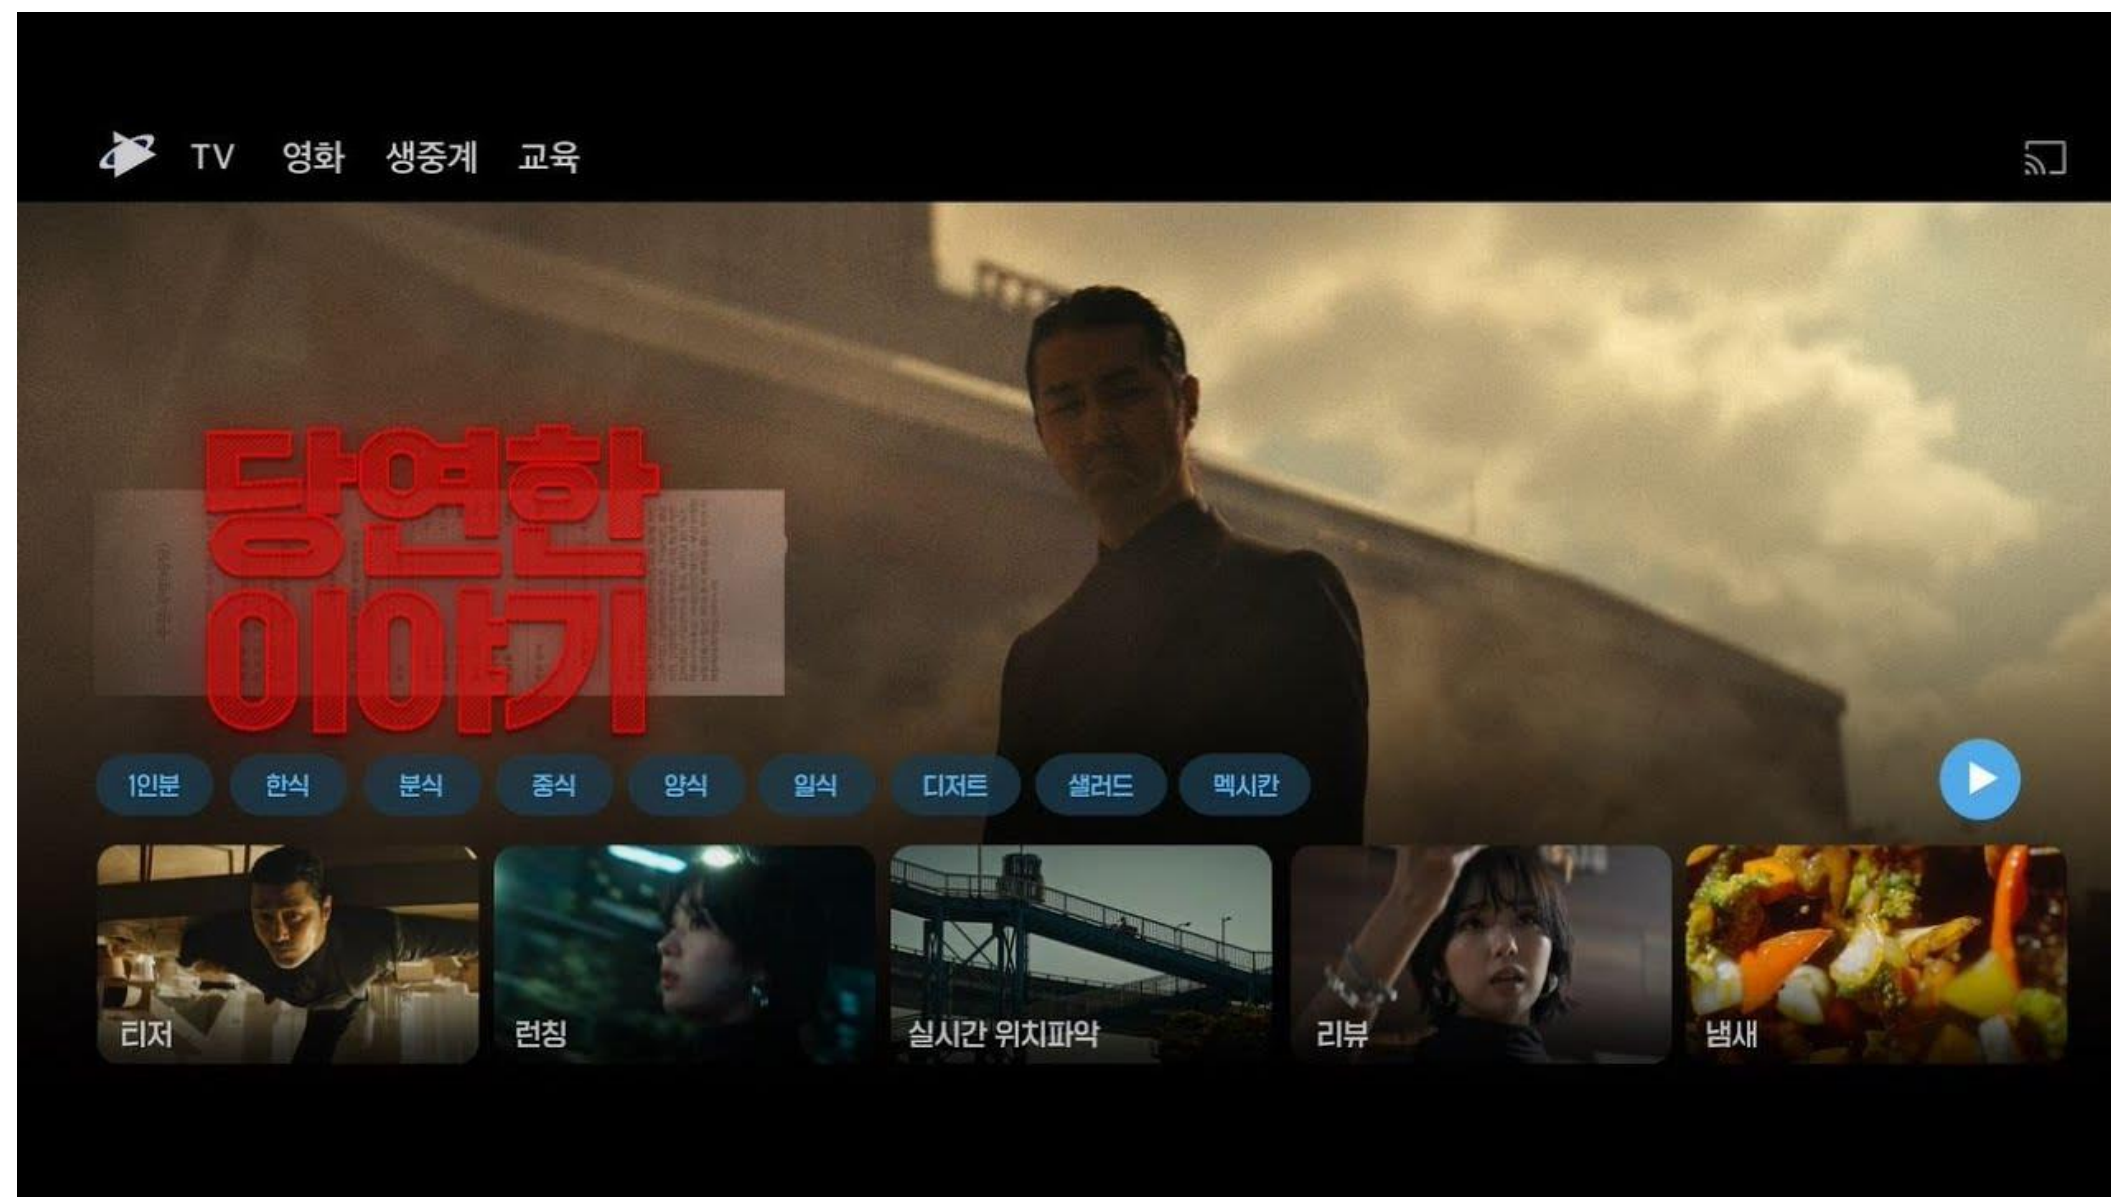 TV 영화 생중계 교육
당연한
이야기
1인분 한식 분식 중식 양식 일식 디저트 샐러드 멕시칸
티저 런칭 실시간 위치파악 리뷰 냄새